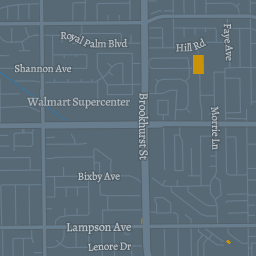 Royal Palm Blvd
Hill Rd
Faye Ave
Shannon Ave
Walmart Supercenter
Brookhurst St
Morrie Ln
Bixby Ave
Lampson Ave
Lenore Dr